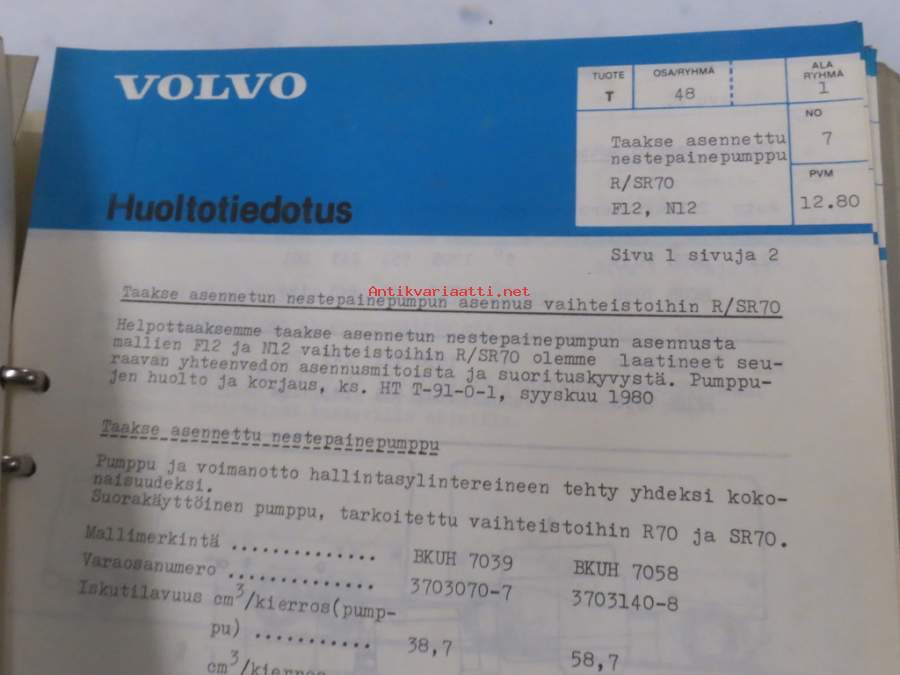 VOLVO
Huoltotiedotus
TUOTE
T
OSA/RYHMÄ
48
ALA
RYHMÄ
1
Taakse asennettu
nestepainepumppu
R/SR70
F12, N12
NO
7
PVM
12.80
Sivu 1 sivuja 2
Antikvariaatti.net
Taakse asennetun nestepainepumpun asennus vaihteistoihin R/SR70
Helpottaaksemme taakse asennetun nestepainepumpun asennusta
mallien F12 ja N12 vaihteistoihin R/SR70 olemme laatineet seu-
raavan yhteenvedon asennusmitoista ja suorituskyvystä. Pumppu-
jen huolto ja korjaus, ks. HT T-91-0-1, syyskuu 1980
Taakse asennettu nestepainepumppu
Pumppu ja voimanotto hallintasylintereineen tehty yhdeksi koko-
naisuudeksi.
Suorakäyttöinen pumppu, tarkoitettu vaihteistoihin R70 ja SR70.
Mallimerkintä .............. BKUH 7039 BKUH 7058
Varaosanumero .............. 3703070-7 3703140-8
Iskutilavuus cm³/kierros(pump-
pu) ........... 38,7 58,7
cm³/kierros